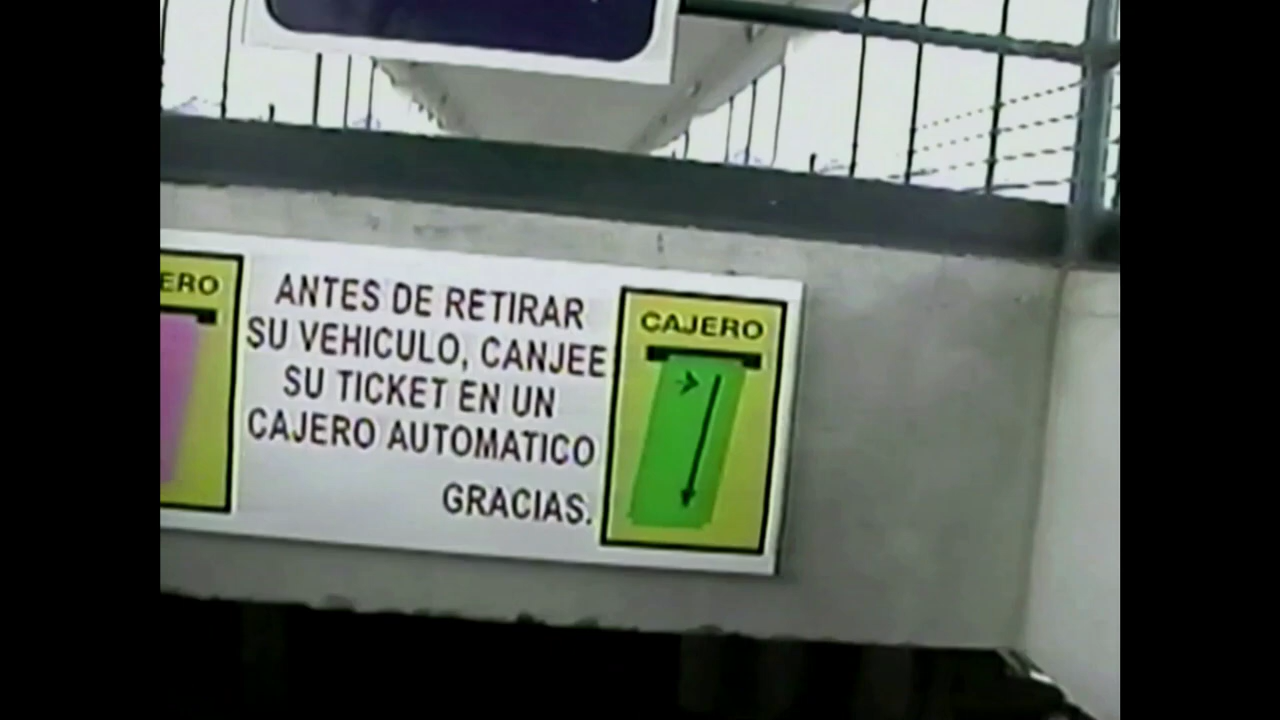 ERO
ANTES DE RETIRAR
SU VEHICULO, CANJEE
SU TICKET EN UN
CAJERO AUTOMATICO
GRACIAS.
CAJERO